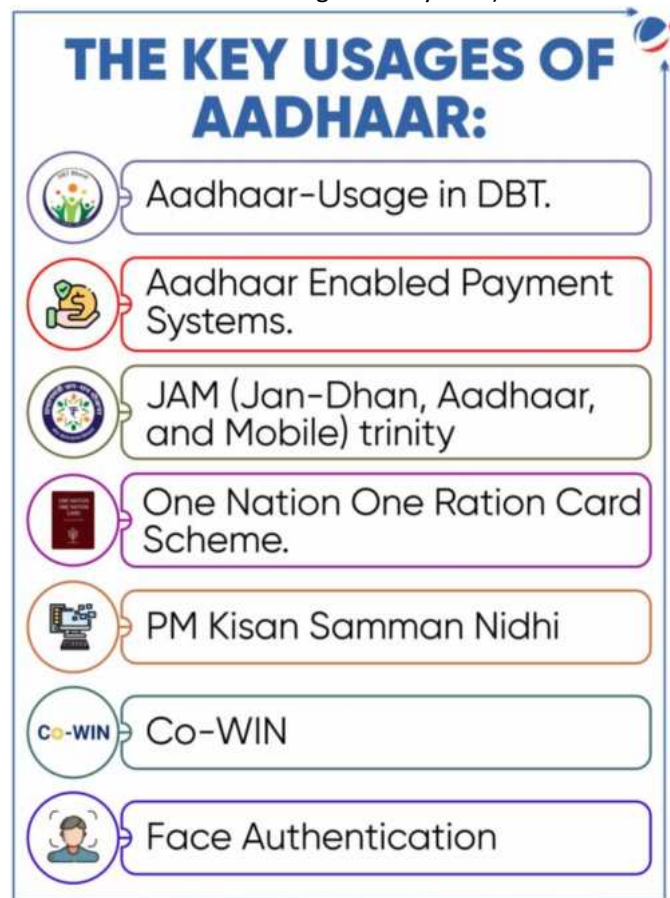 THE KEY USAGES OF
AADHAAR:
Aadhaar-Usage in DBT.
Aadhaar Enabled Payment
Systems.
JAM (Jan-Dhan, Aadhaar,
and Mobile) trinity
One Nation One Ration Card
Scheme.
PM Kisan Samman Nidhi
Co-WIN
Co-WIN
Face Authentication